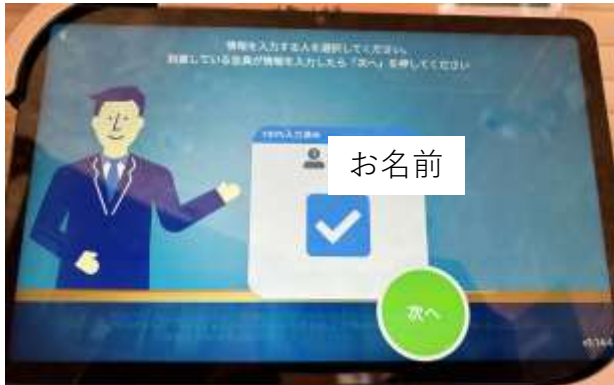 情報を入力する人を選択してください。
到着している全員が情報を入力したら「次へ」を押してください
お名前
次へ